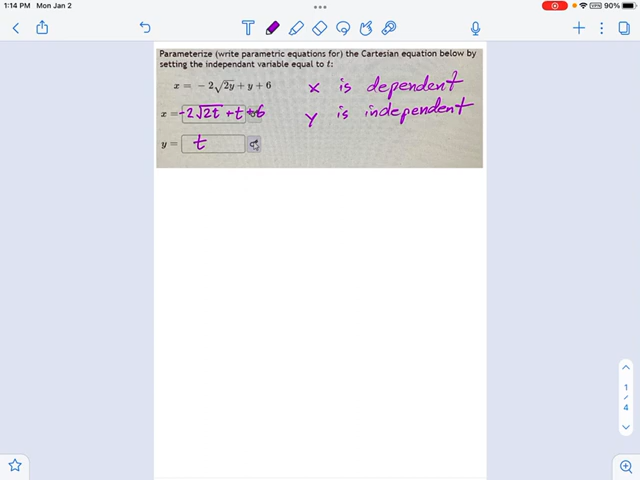 1:14 PM Mon Jan 2
VPN 90%
Parameterize (write parametric equations for) the Cartesian equation below by
setting the independant variable equal to t:
x = − 2√2y + y + 6
x is dependent
x = -2√2t + t + 6
y is independent
y = t
T
1
/
4